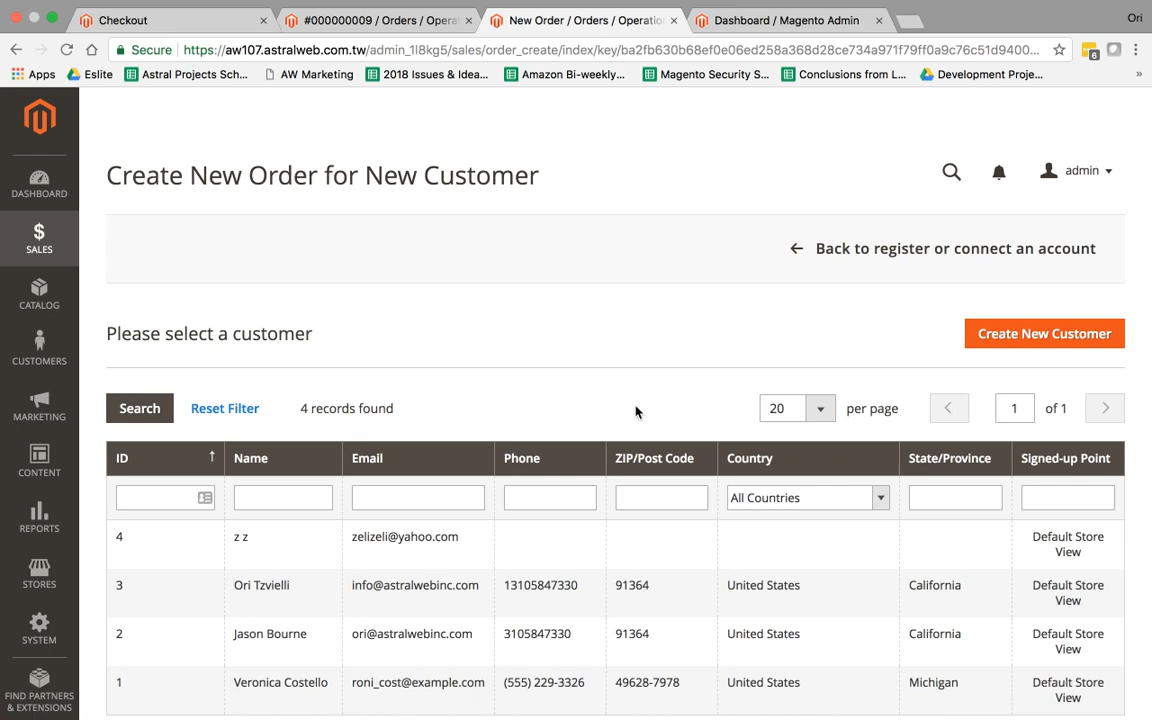 Checkout
#000000009 / Orders / Operat
New Order / Orders / Operatio
Dashboard / Magento Admin
Ori
Secure
https://aw107.astralweb.com.tw/admin_1l8kg5/sales/order_create/index/key/ba2fb630b68ef0e06ed258a368d28ce734a971f79ff0a9c76c51d9400...
6
Apps
Eslite
Astral Projects Sch...
AW Marketing
2018 Issues & Idea...
Amazon Bi-weekly...
Magento Security S...
Conclusions from L...
Development Proje...
»
DASHBOARD
$
SALES
CATALOG
CUSTOMERS
MARKETING
CONTENT
REPORTS
STORES
SYSTEM
FIND PARTNERS
& EXTENSIONS
Create New Order for New Customer
admin
Back to register or connect an account
Please select a customer
Create New Customer
Search
Reset Filter
4 records found
20
per page
1
of 1
ID
Name
Email
Phone
ZIP/Post Code
Country
State/Province
Signed-up Point
All Countries
4
z z
zelizeli@yahoo.com
Default Store
View
3
Ori Tzvielli
info@astralwebinc.com
13105847330
91364
United States
California
Default Store
View
2
Jason Bourne
ori@astralwebinc.com
3105847330
91364
United States
California
Default Store
View
1
Veronica Costello
roni_cost@example.com
(555) 229-3326
49628-7978
United States
Michigan
Default Store
View